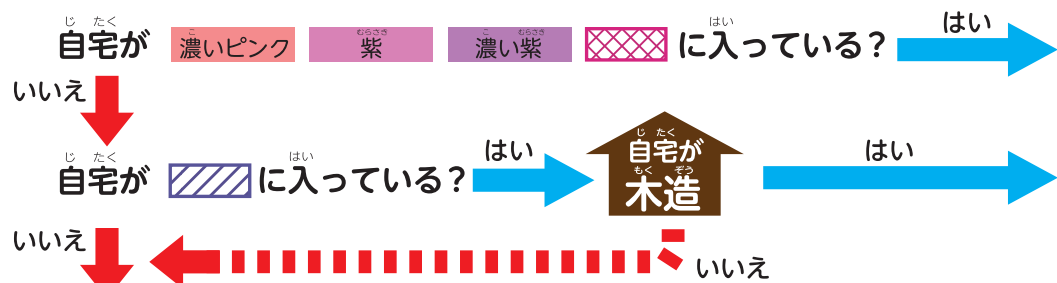 自宅が 濃いピンク 紫 濃い紫 に入っている？ はい
いいえ
自宅が に入っている？ はい 自宅が木造 はい
いいえ
いいえ